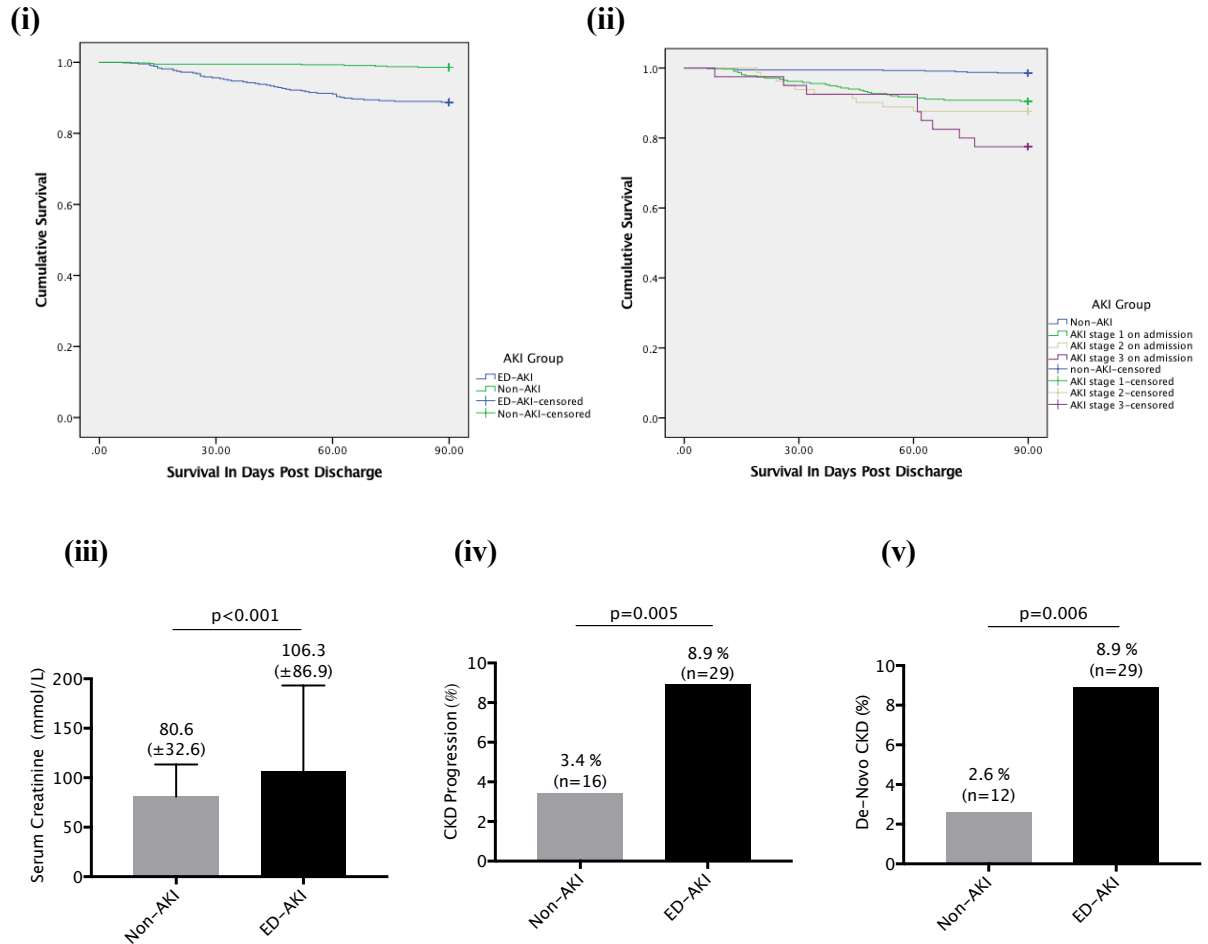 (i)
1.0
0.8
0.6
0.4
0.2
0.0
Cumulative Survival
.00 30.00 60.00 90.00
Survival In Days Post Discharge
AKI Group
ED-AKI
Non-AKI
ED-AKI-censored
Non-AKI-censored
(ii)
1.0
0.8
0.6
0.4
0.2
0.0
Cumulutive Survival
.00 30.00 60.00 90.00
Survival In Days Post Discharge
AKI Group
Non-AKI
AKI stage 1 on admission
AKI stage 2 on admission
AKI stage 3 on admission
non-AKI-censored
AKI stage 1-censored
AKI stage 2-censored
AKI stage 3-censored
(iii)
p<0.001
106.3
(±86.9)
80.6
(±32.6)
200
150
100
50
0
Serum Creatinine (mmol/L)
Non-AKI
ED-AKI
(iv)
p=0.005
8.9 %
(n=29)
3.4 %
(n=16)
10
8
6
4
2
0
CKD Progression (%)
Non-AKI
ED-AKI
(v)
p=0.006
8.9 %
(n=29)
2.6 %
(n=12)
10
8
6
4
2
0
De-Novo CKD (%)
Non-AKI
ED-AKI